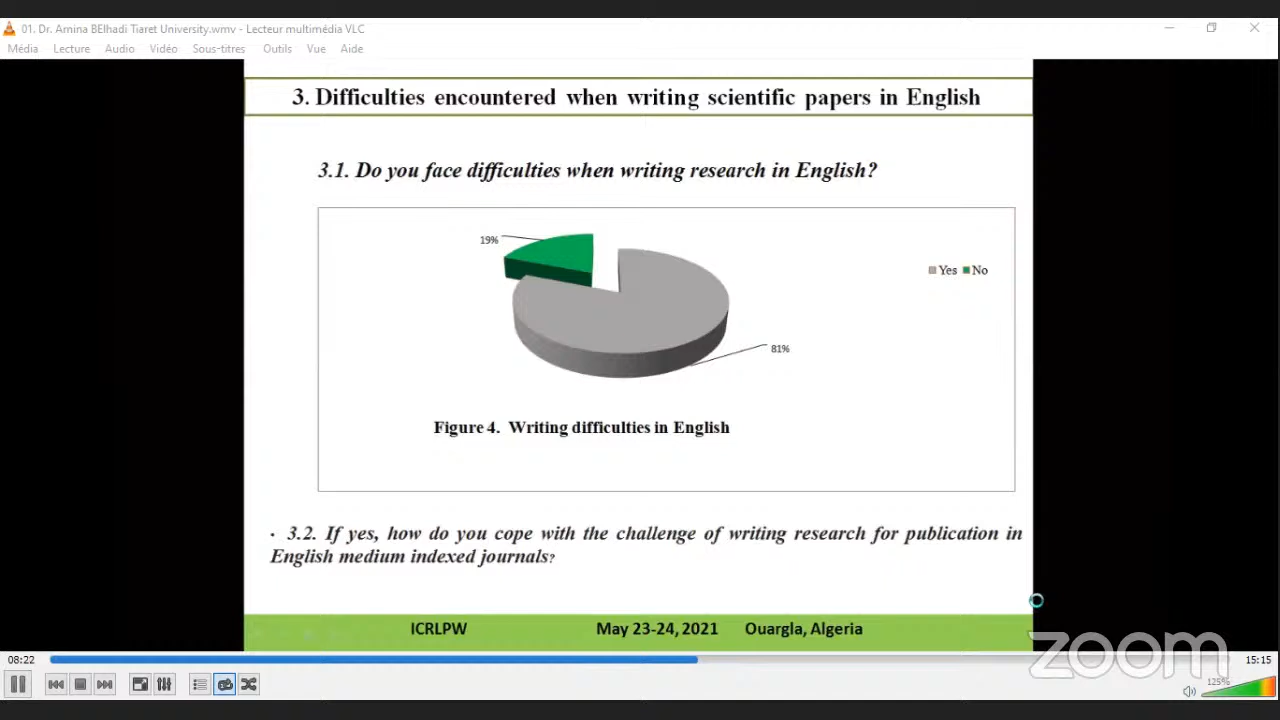 01. Dr. Amina BElhadi Tiaret University.wmv - Lecteur multimédia VLC
Média Lecture Audio Vidéo Sous-titres Outils Vue Aide
3. Difficulties encountered when writing scientific papers in English
3.1. Do you face difficulties when writing research in English?
19%
Yes No
81%
Figure 4. Writing difficulties in English
· 3.2. If yes, how do you cope with the challenge of writing research for publication in
English medium indexed journals?
ICRLPW May 23-24, 2021 Ouargla, Algeria
08:22 15:15
zoom
125%